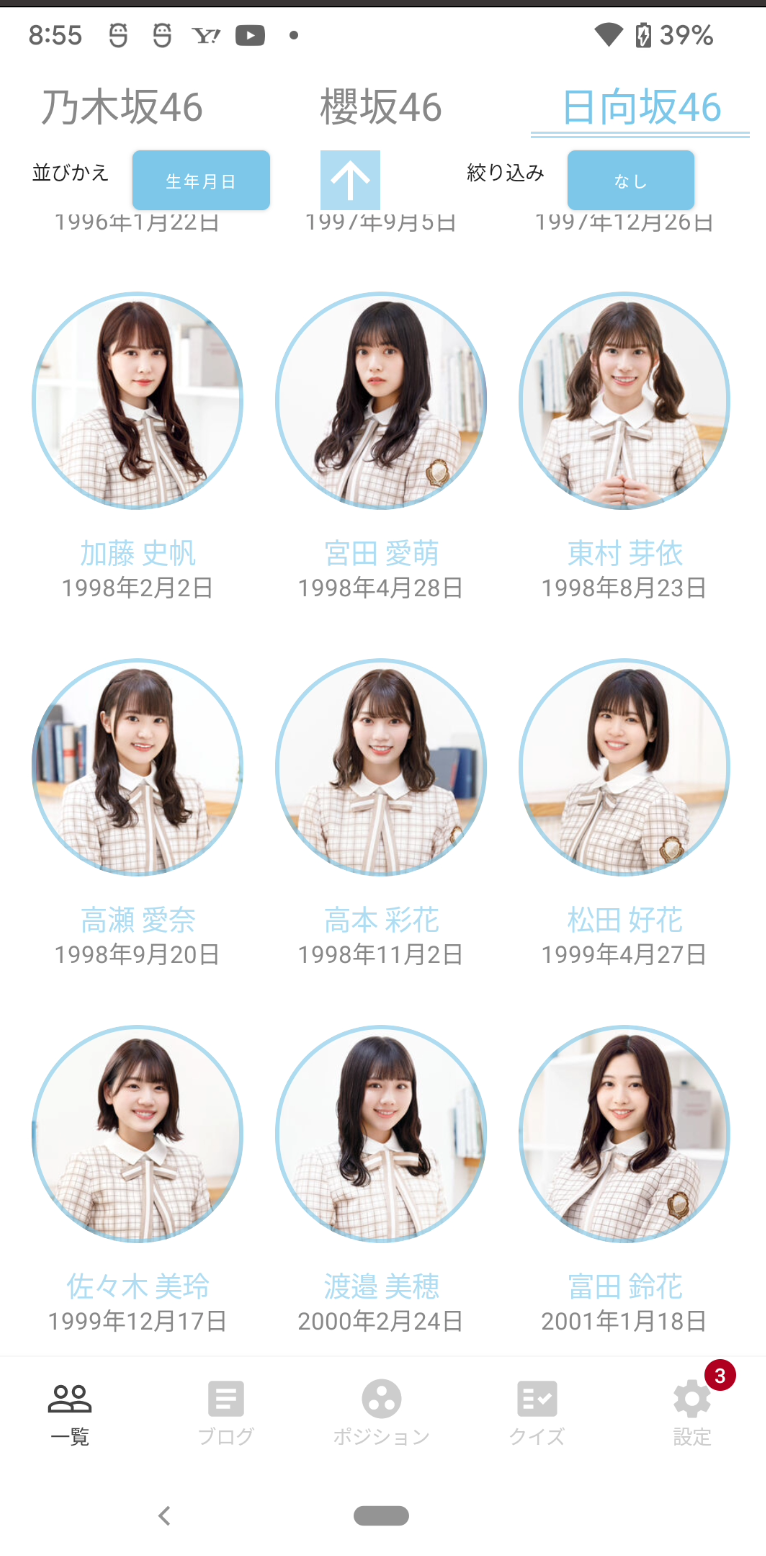 8:55 Y! 39%
乃木坂46 櫻坂46 日向坂46
並びかえ 生年月日 絞り込み なし
1996年1月22日 1997年9月5日 1997年12月26日
加藤 史帆 宮田 愛萌 東村 芽依
1998年2月2日 1998年4月28日 1998年8月23日
高瀬 愛奈 高本 彩花 松田 好花
1998年9月20日 1998年11月2日 1999年4月27日
佐々木 美玲 渡邉 美穂 富田 鈴花
1999年12月17日 2000年2月24日 2001年1月18日
3
一覧 ブログ ポジション クイズ 設定